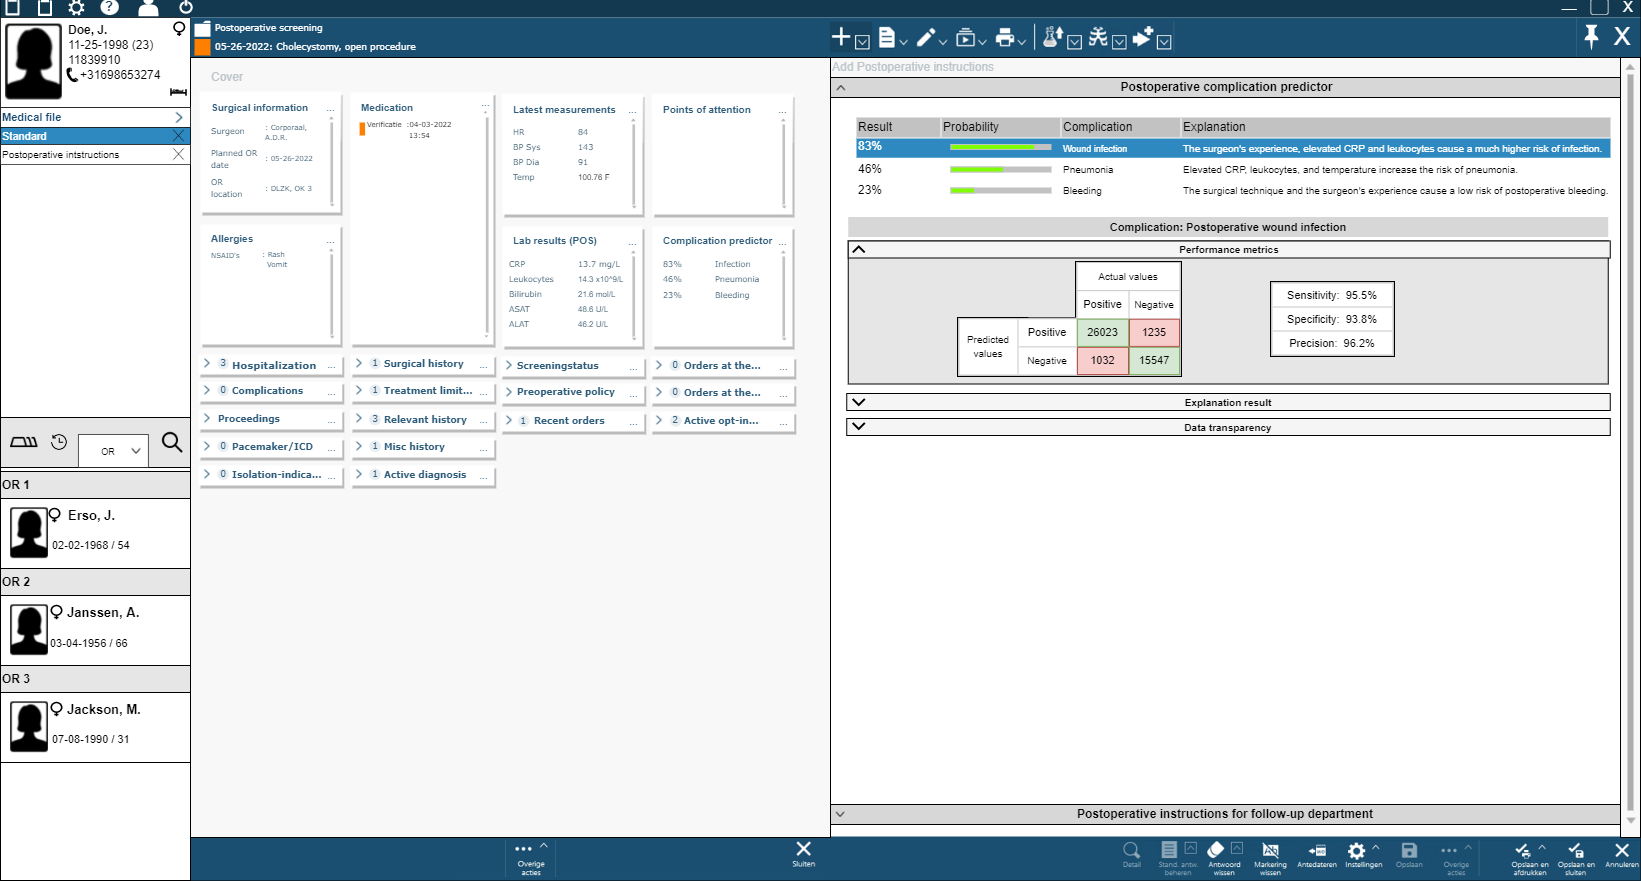 Doe, J.
11-25-1998 (23)
11839910
+31698653274
Medical file
Standard
Postoperative intstructions
OR
OR 1
Erso, J.
02-02-1968 / 54
OR 2
Janssen, A.
03-04-1956 / 66
OR 3
Jackson, M.
07-08-1990 / 31
Postoperative screening
05-26-2022: Cholecystomy, open procedure
Cover
Surgical information ...
Surgeon : Corporaal, A.D.R.
Planned OR date : 05-26-2022
OR location : DLZK, OK 3
Medication ...
Verificatie :04-03-2022
13:54
Latest measurements ...
HR 84
BP Sys 143
BP Dia 91
Temp 100.76 F
Points of attention ...
Allergies ...
NSAID's : Rash
Vomit
Lab results (POS) ...
CRP 13.7 mg/L
Leukocytes 14.3 x10^9/L
Bilirubin 21.6 mol/L
ASAT 48.6 U/L
ALAT 46.2 U/L
Complication predictor ...
83% Infection
46% Pneumonia
23% Bleeding
3 Hospitalization ...
0 Complications ...
Proceedings ...
0 Pacemaker/ICD ...
0 Isolation-indica... ...
1 Surgical history ...
1 Treatment limit... ...
3 Relevant history ...
1 Misc history ...
1 Active diagnosis ...
Screeningstatus ...
Preoperative policy ...
1 Recent orders ...
0 Orders at the... ...
0 Orders at the... ...
2 Active opt-in... ...
Add Postoperative instructions
Postoperative complication predictor
Result Probability Complication Explanation
83% Wound infection The surgeon's experience, elevated CRP and leukocytes cause a much higher risk of infection.
46% Pneumonia Elevated CRP, leukocytes, and temperature increase the risk of pneumonia.
23% Bleeding The surgical technique and the surgeon's experience cause a low risk of postoperative bleeding.
Complication: Postoperative wound infection
Performance metrics
Actual values
Positive Negative
Predicted values
Positive 26023 1235
Negative 1032 15547
Sensitivity: 95.5%
Specificity: 93.8%
Precision: 96.2%
Explanation result
Data transparency
Postoperative instructions for follow-up department
Overige acties
Sluiten
Detail
Stand. antw. beheren
Antwoord wissen
Markering wissen
Antedateren
Instellingen
Opslaan
Overige acties
Opslaan en afdrukken
Opslaan en sluiten
Annuleren